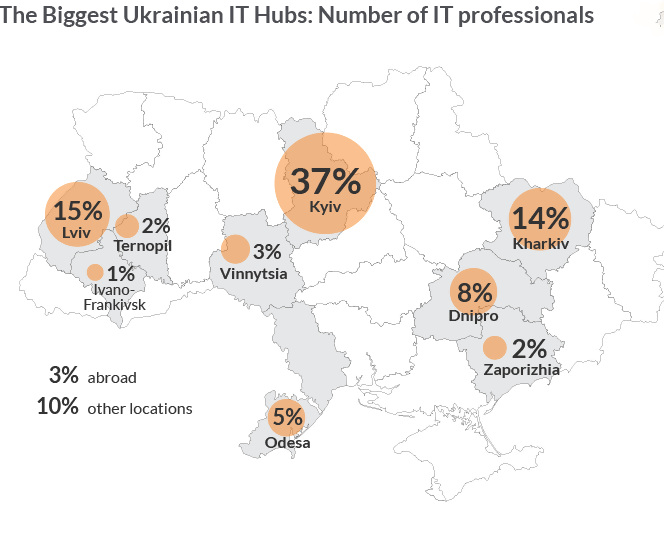 The Biggest Ukrainian IT Hubs: Number of IT professionals
37%
Kyiv
15%
Lviv
2%
Ternopil
1%
Ivano-
Frankivsk
3%
Vinnytsia
14%
Kharkiv
8%
Dnipro
2%
Zaporizhia
5%
Odesa
3% abroad
10% other locations